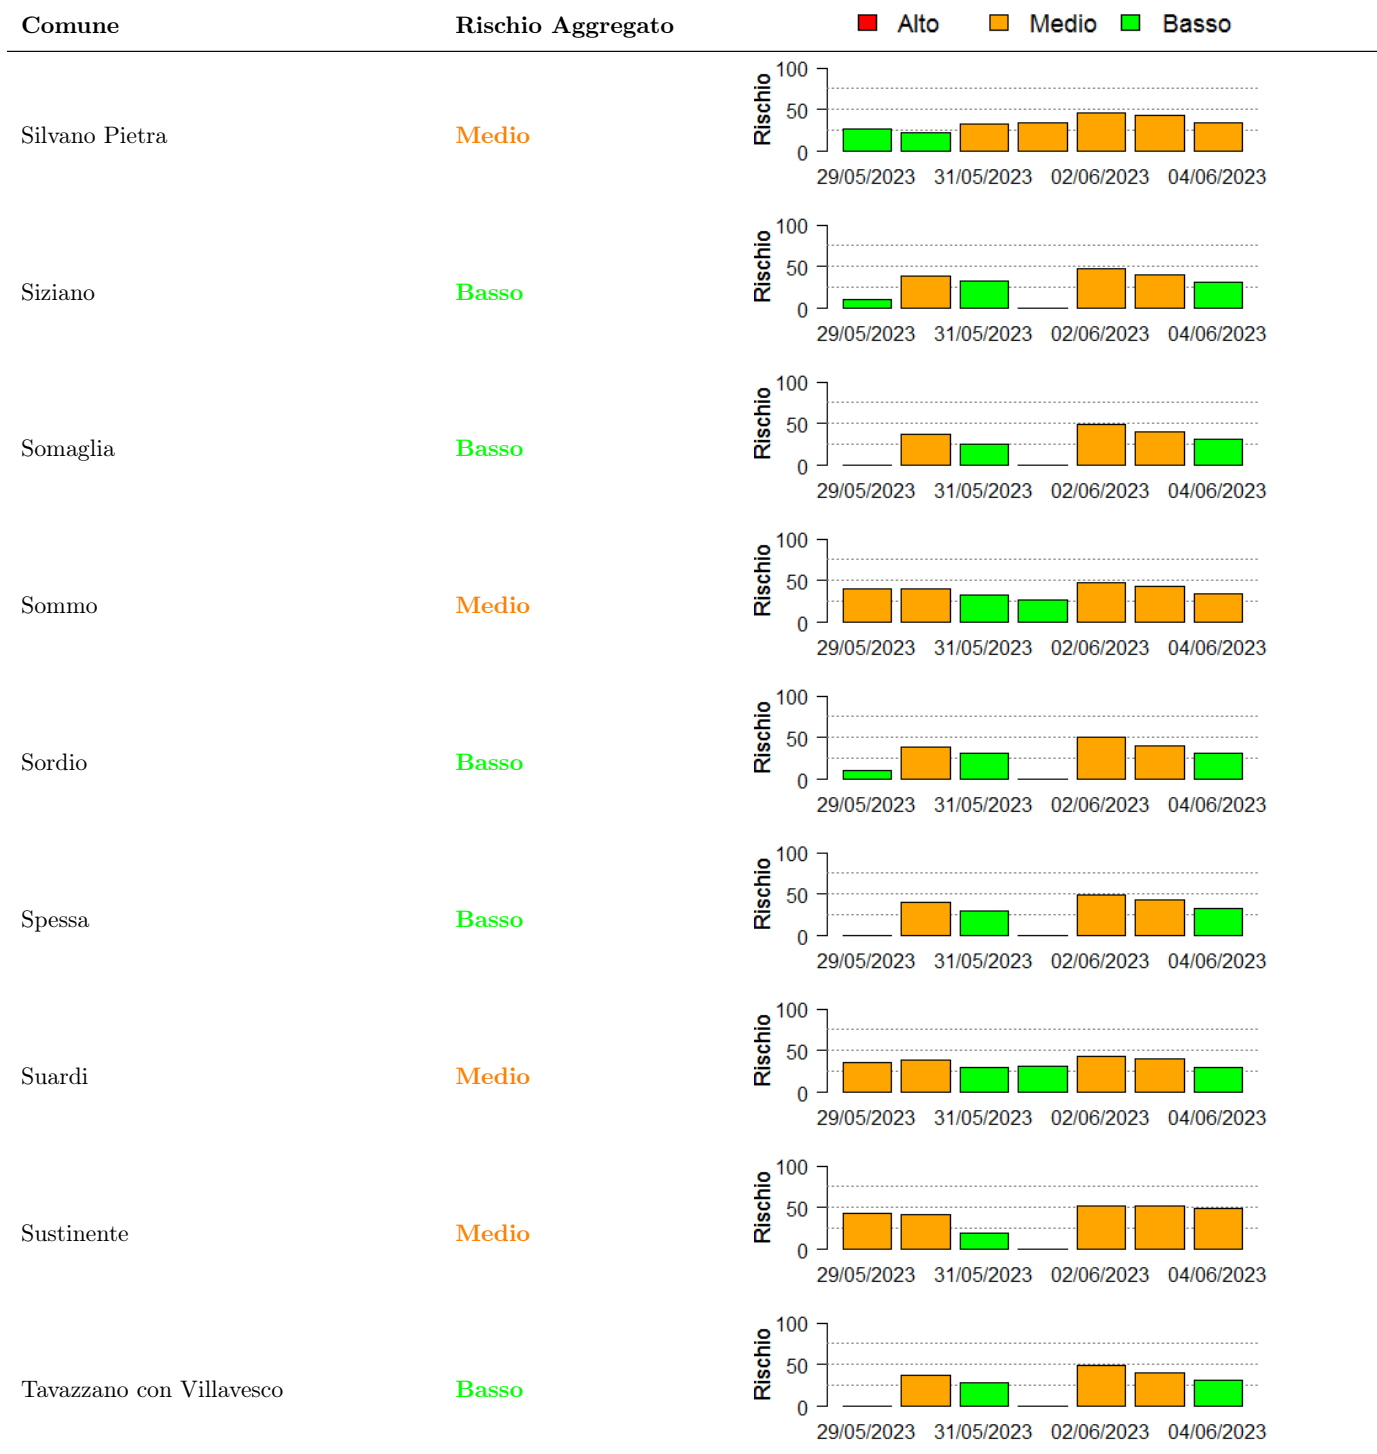 Comune Rischio Aggregato Alto Medio Basso
Silvano Pietra Medio Rischio 100 50 0
29/05/2023 31/05/2023 02/06/2023 04/06/2023
Siziano Basso Rischio 100 50 0
29/05/2023 31/05/2023 02/06/2023 04/06/2023
Somaglia Basso Rischio 100 50 0
29/05/2023 31/05/2023 02/06/2023 04/06/2023
Sommo Medio Rischio 100 50 0
29/05/2023 31/05/2023 02/06/2023 04/06/2023
Sordio Basso Rischio 100 50 0
29/05/2023 31/05/2023 02/06/2023 04/06/2023
Spessa Basso Rischio 100 50 0
29/05/2023 31/05/2023 02/06/2023 04/06/2023
Suardi Medio Rischio 100 50 0
29/05/2023 31/05/2023 02/06/2023 04/06/2023
Sustinente Medio Rischio 100 50 0
29/05/2023 31/05/2023 02/06/2023 04/06/2023
Tavazzano con Villavesco Basso Rischio 100 50 0
29/05/2023 31/05/2023 02/06/2023 04/06/2023